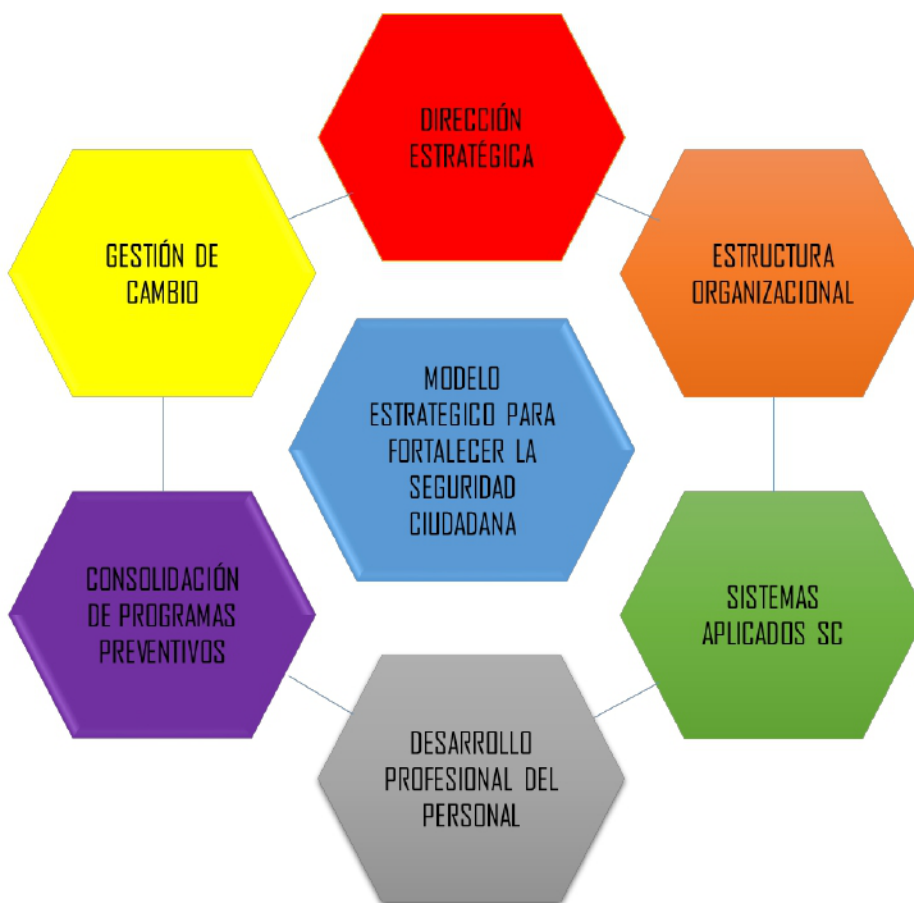 DIRECCIÓN
ESTRATÉGICA
GESTIÓN DE
CAMBIO
ESTRUCTURA
ORGANIZACIONAL
MODELO
ESTRATEGICO PARA
FORTALECER LA
SEGURIDAD
CIUDADANA
CONSOLIDACIÓN
DE PROGRAMAS
PREVENTIVOS
SISTEMAS
APLICADOS SC
DESARROLLO
PROFESIONAL DEL
PERSONAL